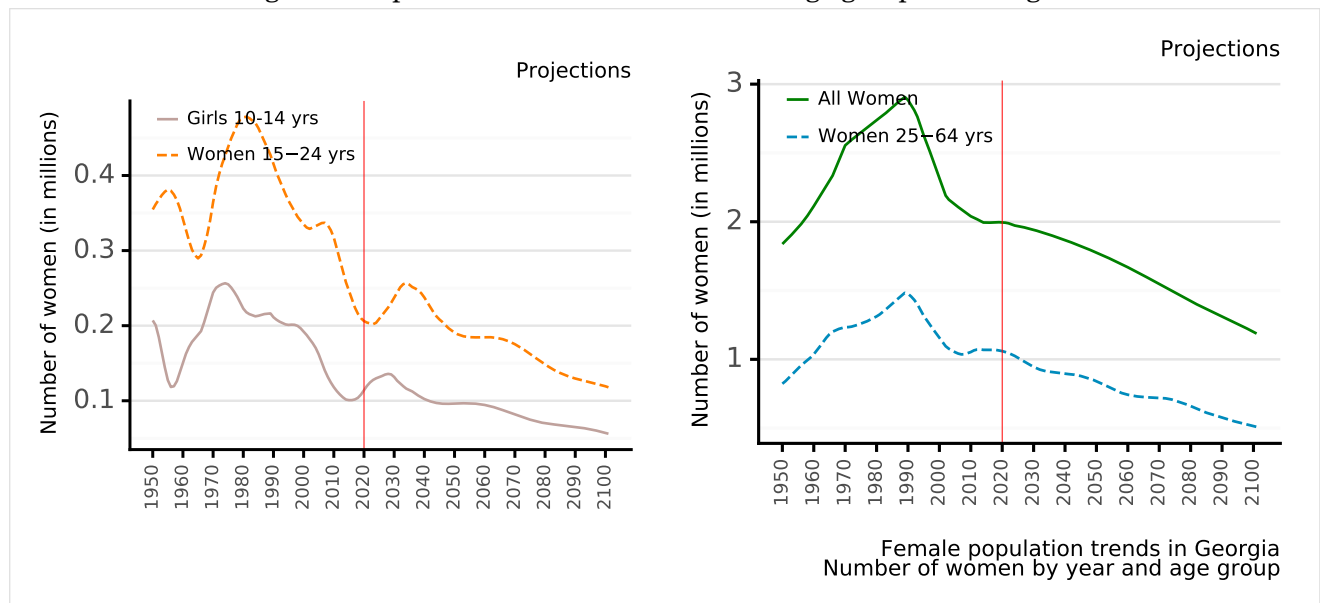 Projections
Girls 10-14 yrs
Women 15−24 yrs
Number of women (in millions)
0.4
0.3
0.2
0.1
1950 1960 1970 1980 1990 2000 2010 2020 2030 2040 2050 2060 2070 2080 2090 2100
Projections
All Women
Women 25−64 yrs
Number of women (in millions)
3
2
1
1950 1960 1970 1980 1990 2000 2010 2020 2030 2040 2050 2060 2070 2080 2090 2100
Female population trends in Georgia
Number of women by year and age group